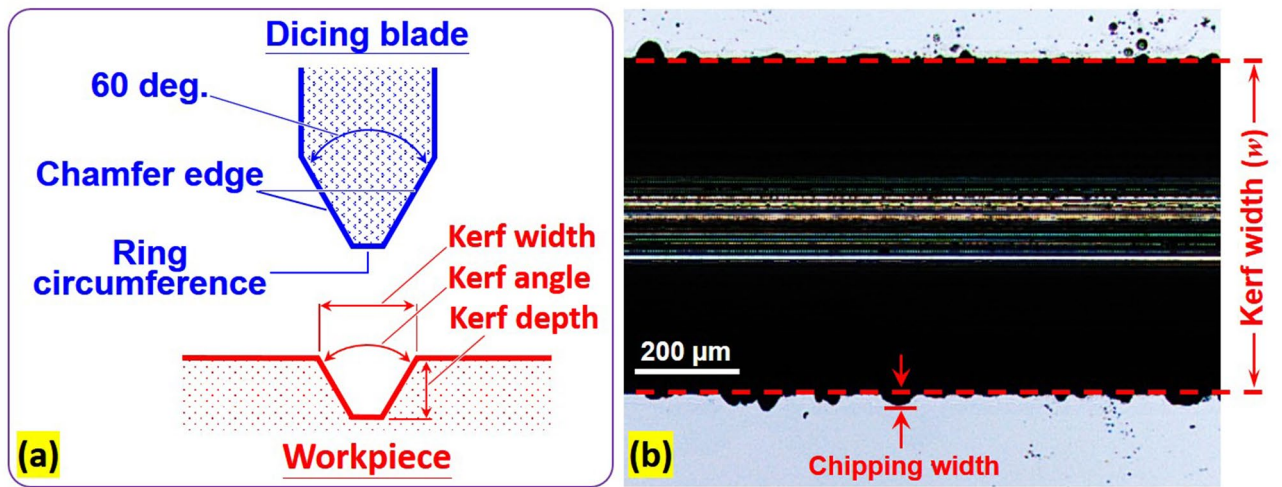 Dicing blade
60 deg.
Chamfer edge
Ring
circumference
Kerf width
Kerf angle
Kerf depth
(a)
Workpiece
Kerf width (w)
200 μm
Chipping width
(b)